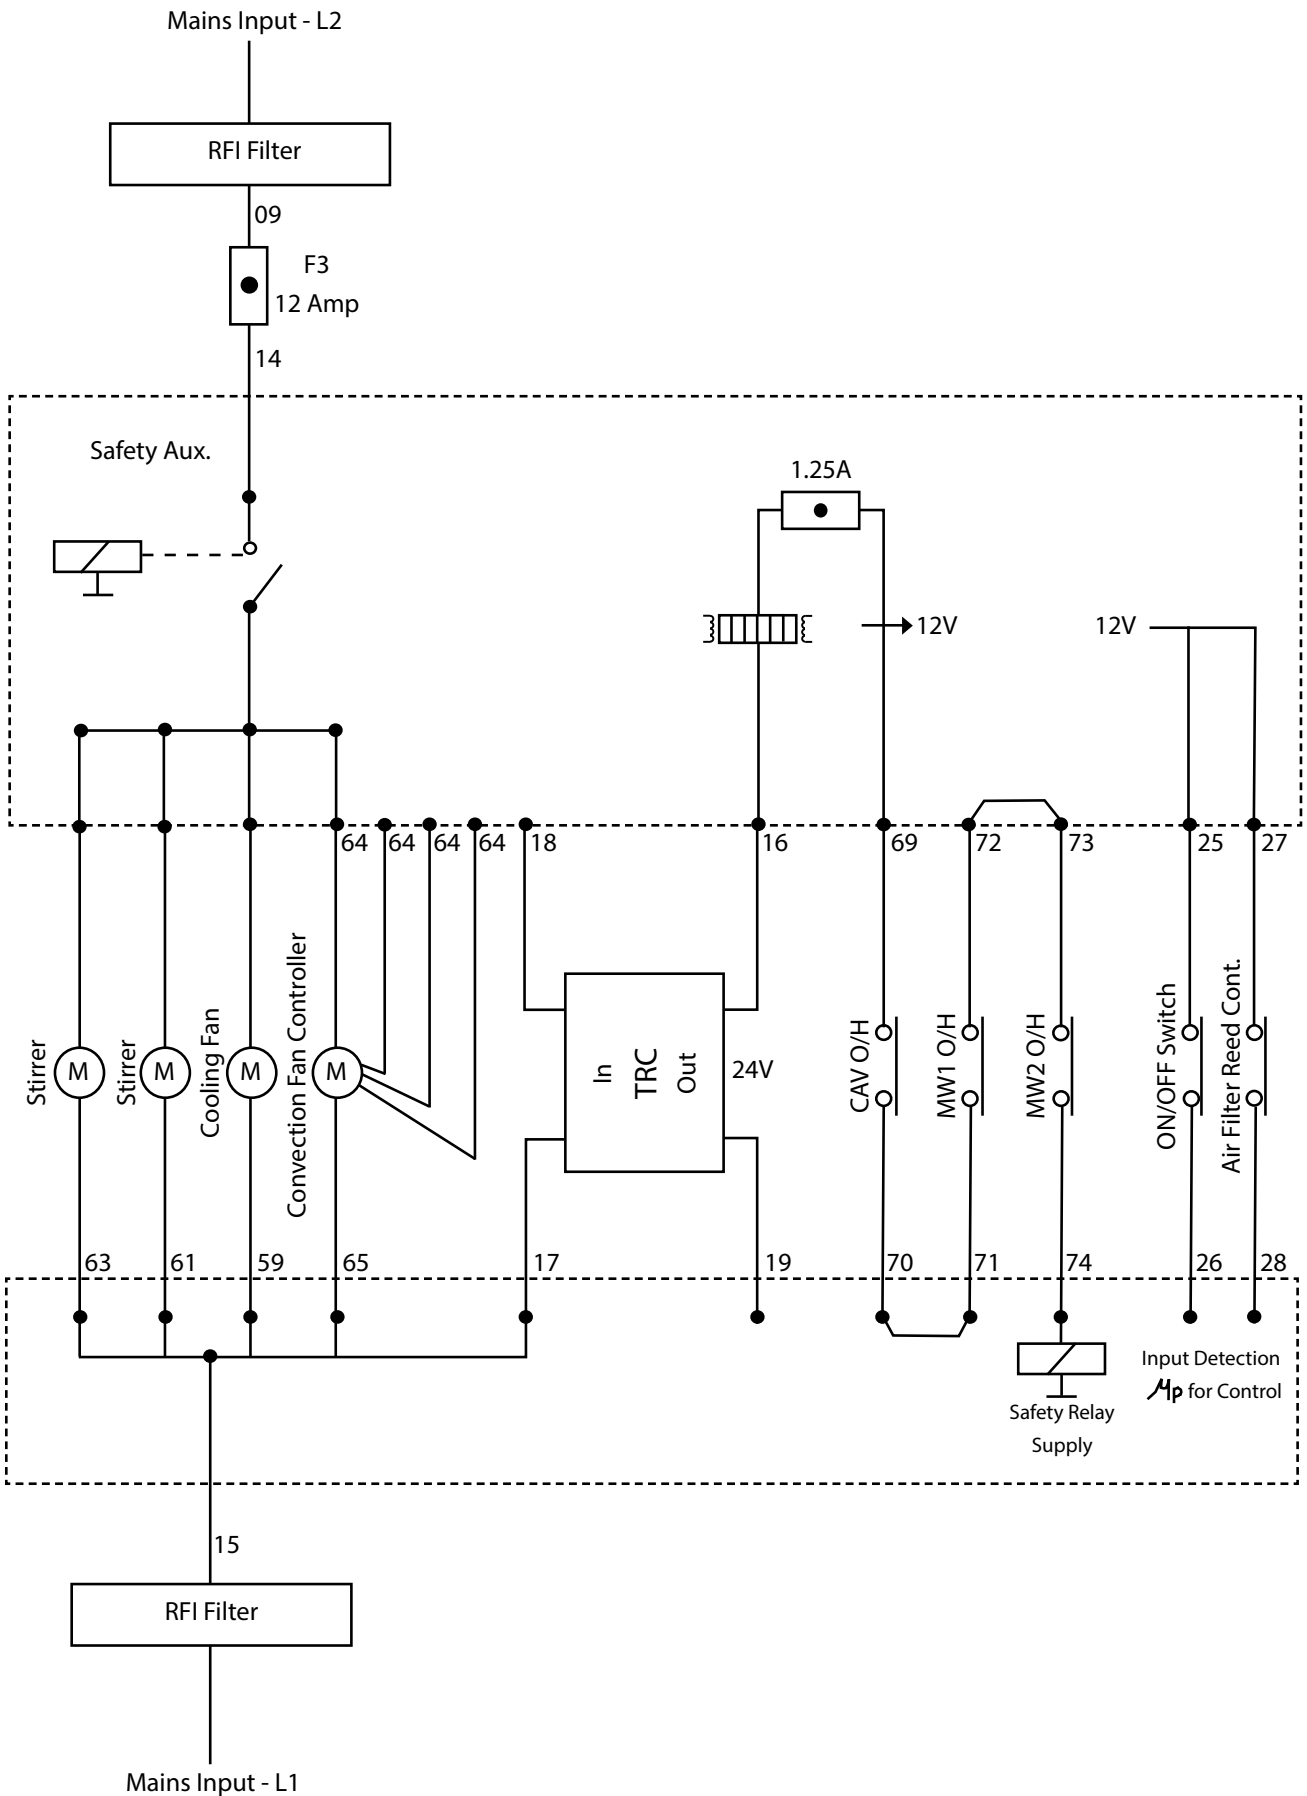 Mains Input - L2
RFI Filter
09
F3
12 Amp
14
Safety Aux.
1.25A
12V
12V
64
64
64
64
18
16
69
72
73
25
27
Stirrer
M
Stirrer
M
Cooling Fan
M
Convection Fan Controller
M
In
TRC
Out
24V
CAV O/H
MW1 O/H
MW2 O/H
ON/OFF Switch
Air Filter Reed Cont.
63
61
59
65
17
19
70
71
74
26
28
Input Detection
μp for Control
Safety Relay
Supply
15
RFI Filter
Mains Input - L1